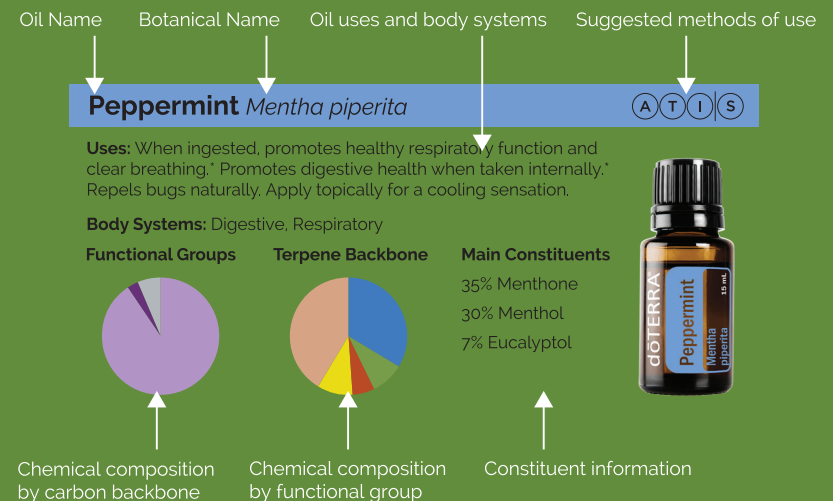 Oil Name Botanical Name Oil uses and body systems Suggested methods of use
Peppermint Mentha piperita A T I S
Uses: When ingested, promotes healthy respiratory function and
clear breathing.* Promotes digestive health when taken internally.*
Repels bugs naturally. Apply topically for a cooling sensation.
Body Systems: Digestive, Respiratory
Functional Groups Terpene Backbone Main Constituents
35% Menthone
30% Menthol
7% Eucalyptol
dōTERRA
Peppermint
Mentha
piperita
15 mL
Chemical composition
by carbon backbone
Chemical composition
by functional group
Constituent information